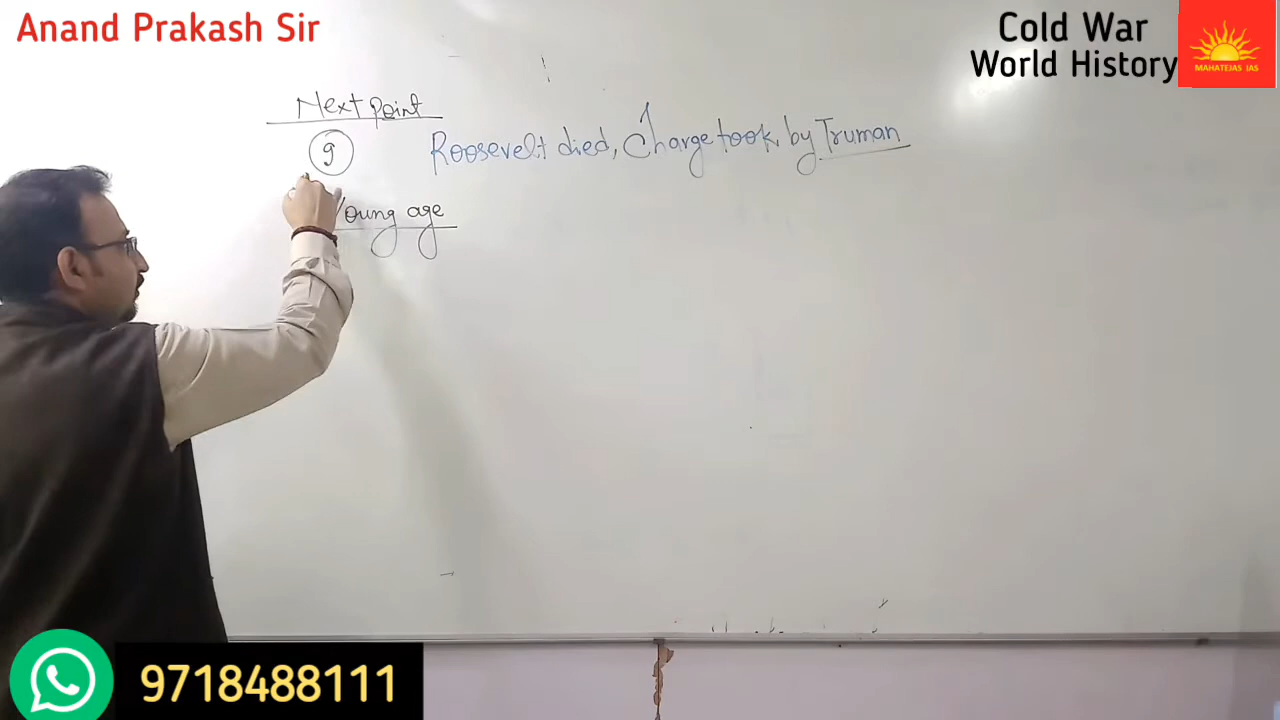 Anand Prakash Sir
Cold War
World History
MAHATEJAS IAS
Next point
9 Roosevelt died, Charge took by Truman
Young age
9718488111